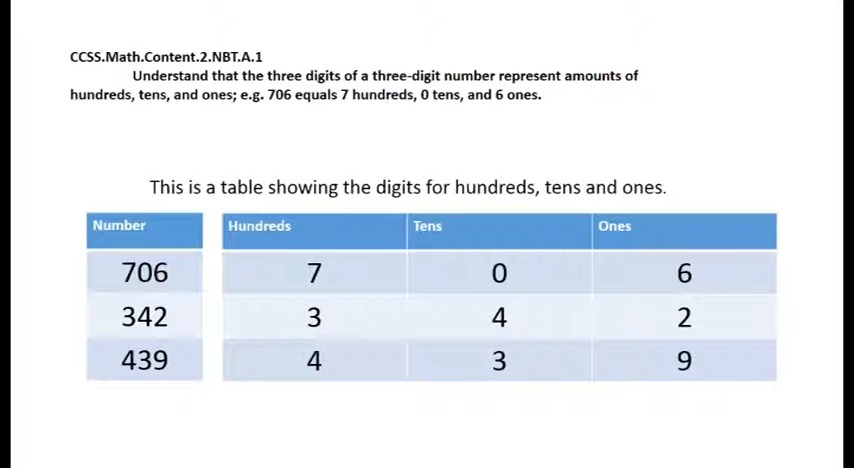 CCSS.Math.Content.2.NBT.A.1
Understand that the three digits of a three-digit number represent amounts of
hundreds, tens, and ones; e.g. 706 equals 7 hundreds, 0 tens, and 6 ones.
This is a table showing the digits for hundreds, tens and ones.
Number Hundreds Tens Ones
706 7 0 6
342 3 4 2
439 4 3 9